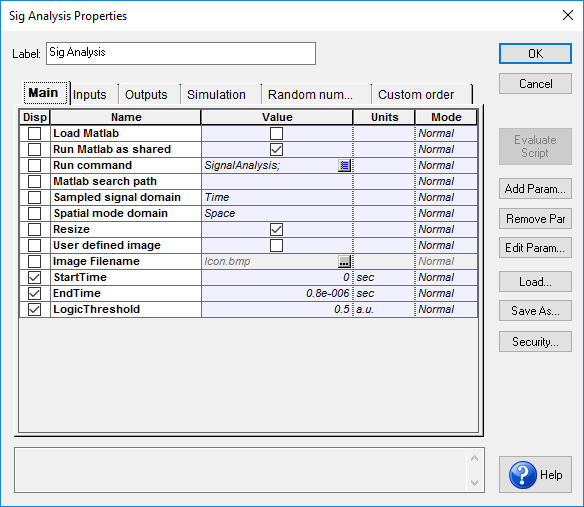 Sig Analysis Properties
Label: Sig Analysis
OK
Cancel
Main Inputs Outputs Simulation Random num... Custom order
Disp Name Value Units Mode
Load Matlab Normal
Run Matlab as shared Normal
Run command SignalAnalysis; Normal
Matlab search path Normal
Sampled signal domain Time Normal
Spatial mode domain Space Normal
Resize Normal
User defined image Normal
Image Filename Icon.bmp ... Normal
StartTime 0 sec Normal
EndTime 0.8e-006 sec Normal
LogicThreshold 0.5 a.u. Normal
Evaluate
Script
Add Param...
Remove Par
Edit Param...
Load...
Save As...
Security...
? Help